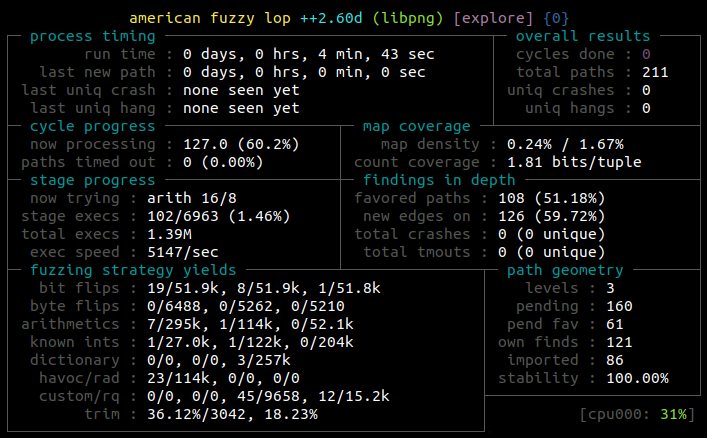 american fuzzy lop ++2.60d (libpng) [explore] {0}
process timing
overall results
run time : 0 days, 0 hrs, 4 min, 43 sec
cycles done : 0
last new path : 0 days, 0 hrs, 0 min, 0 sec
total paths : 211
last uniq crash : none seen yet
uniq crashes : 0
last uniq hang : none seen yet
uniq hangs : 0
cycle progress
map coverage
now processing : 127.0 (60.2%)
map density : 0.24% / 1.67%
paths timed out : 0 (0.00%)
count coverage : 1.81 bits/tuple
stage progress
findings in depth
now trying : arith 16/8
favored paths : 108 (51.18%)
stage execs : 102/6963 (1.46%)
new edges on : 126 (59.72%)
total execs : 1.39M
total crashes : 0 (0 unique)
exec speed : 5147/sec
total tmouts : 0 (0 unique)
fuzzing strategy yields
path geometry
bit flips : 19/51.9k, 8/51.9k, 1/51.8k
levels : 3
byte flips : 0/6488, 0/5262, 0/5210
pending : 160
arithmetics : 7/295k, 1/114k, 0/52.1k
pend fav : 61
known ints : 1/27.0k, 1/122k, 0/204k
own finds : 121
dictionary : 0/0, 0/0, 3/257k
imported : 86
havoc/rad : 23/114k, 0/0, 0/0
stability : 100.00%
custom/rq : 0/0, 0/0, 45/9658, 12/15.2k
trim : 36.12%/3042, 18.23%
[cpu000: 31%]